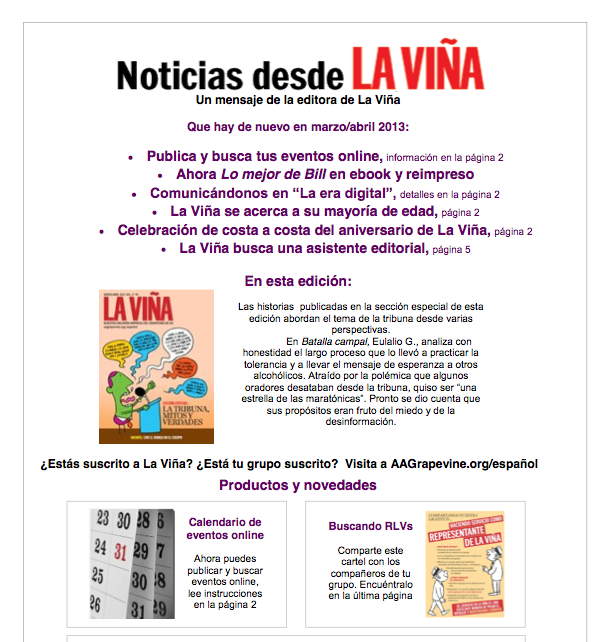 Noticias desde LA VIÑA
Un mensaje de la editora de La Viña
Que hay de nuevo en marzo/abril 2013:
• Publica y busca tus eventos online, información en la página 2
• Ahora Lo mejor de Bill en ebook y reimpreso
• Comunicándonos en “La era digital”, detalles en la página 2
• La Viña se acerca a su mayoría de edad, página 2
• Celebración de costa a costa del aniversario de La Viña, página 2
• La Viña busca una asistente editorial, página 5
En esta edición:
LA VIÑA
LA TRIBUNA,
MITOS Y
VERDADES
Las historias publicadas en la sección especial de esta
edición abordan el tema de la tribuna desde varias
perspectivas.
En Batalla campal, Eulalio G., analiza con
honestidad el largo proceso que lo llevó a practicar la
tolerancia y a llevar el mensaje de esperanza a otros
alcohólicos. Atraído por la polémica que algunos
oradores desataban desde la tribuna, quiso ser “una
estrella de las maratónicas”. Pronto se dio cuenta que
sus propósitos eran fruto del miedo y de la
desinformación.
¿Estás suscrito a La Viña? ¿Está tu grupo suscrito? Visita a AAGrapevine.org/español
Productos y novedades
23 30 28 6
24 31 29 7
25 30
26
Calendario de
eventos online
Ahora puedes
publicar y buscar
eventos online,
lee instrucciones
en la página 2
Buscando RLVs
Comparte este
cartel con los
compañeros de tu
grupo. Encuéntralo
en la última página
HACIENDO SERVICIO COMO
REPRESENTANTE
DE LA VIÑA